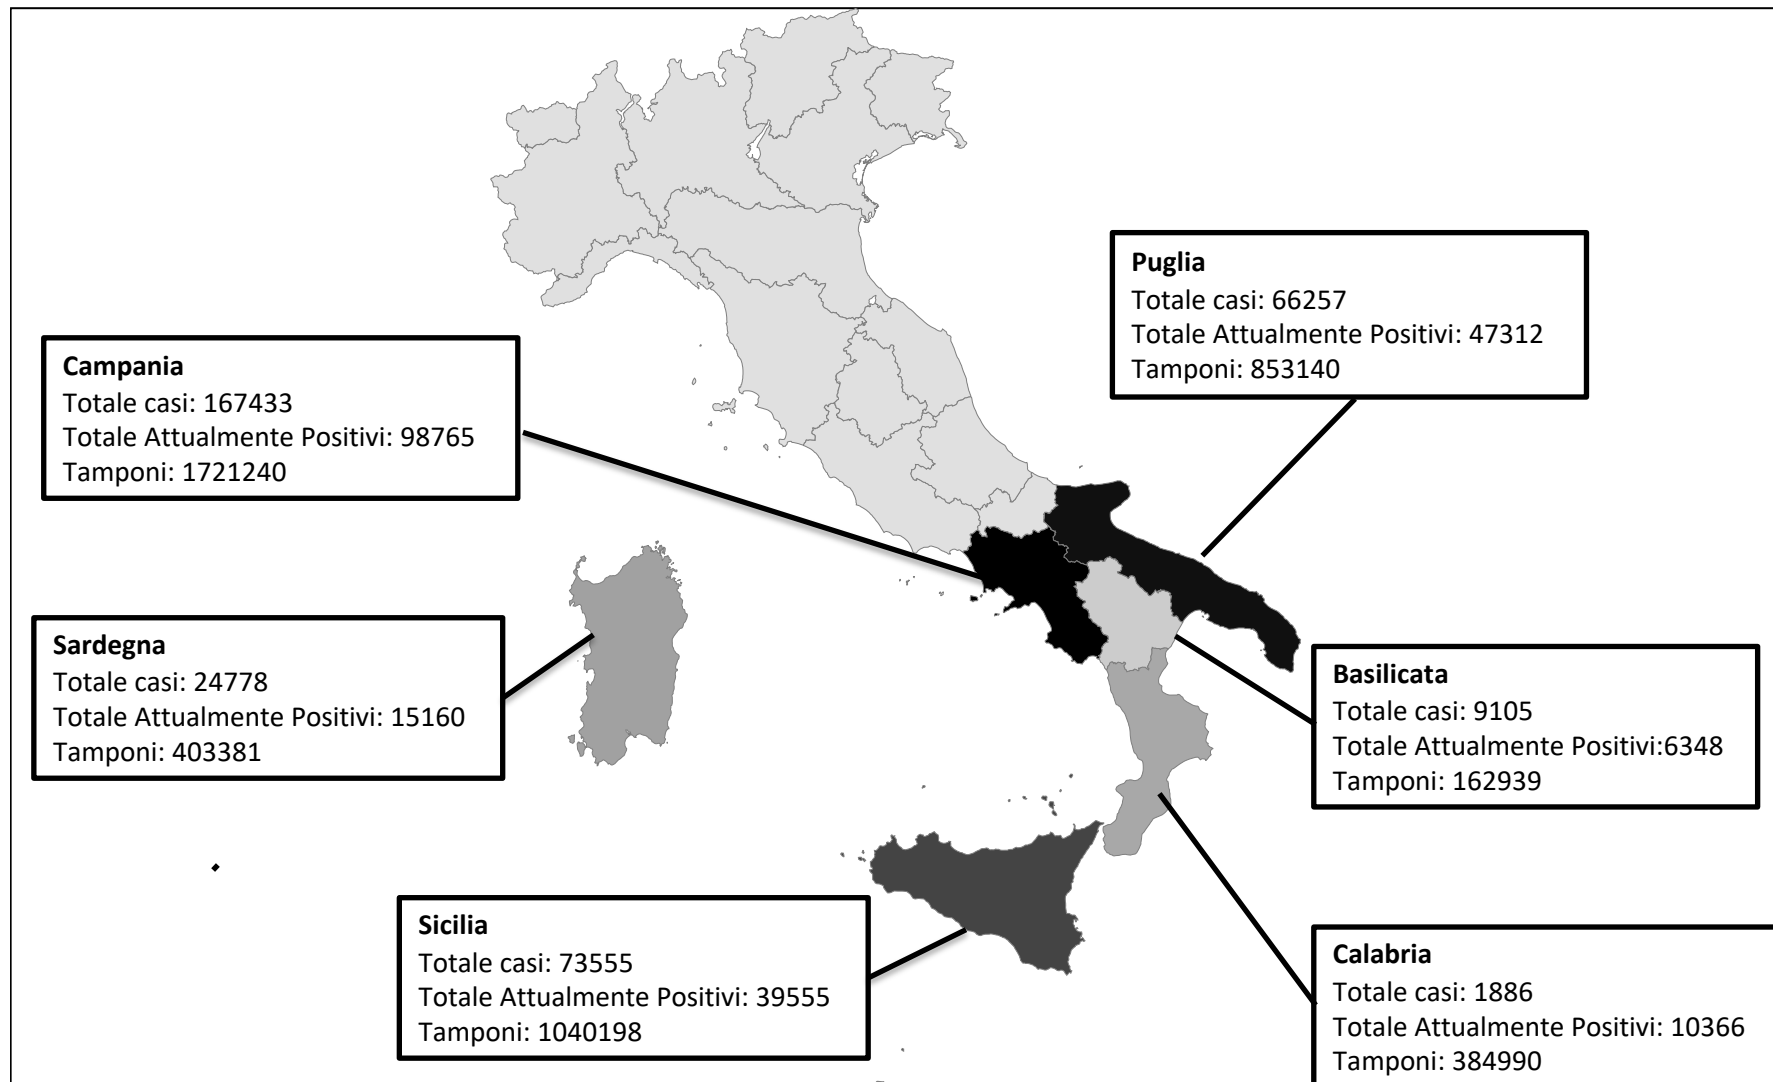 Puglia
Totale casi: 66257
Totale Attualmente Positivi: 47312
Tamponi: 853140
Campania
Totale casi: 167433
Totale Attualmente Positivi: 98765
Tamponi: 1721240
Sardegna
Totale casi: 24778
Totale Attualmente Positivi: 15160
Tamponi: 403381
Basilicata
Totale casi: 9105
Totale Attualmente Positivi:6348
Tamponi: 162939
Sicilia
Totale casi: 73555
Totale Attualmente Positivi: 39555
Tamponi: 1040198
Calabria
Totale casi: 1886
Totale Attualmente Positivi: 10366
Tamponi: 384990